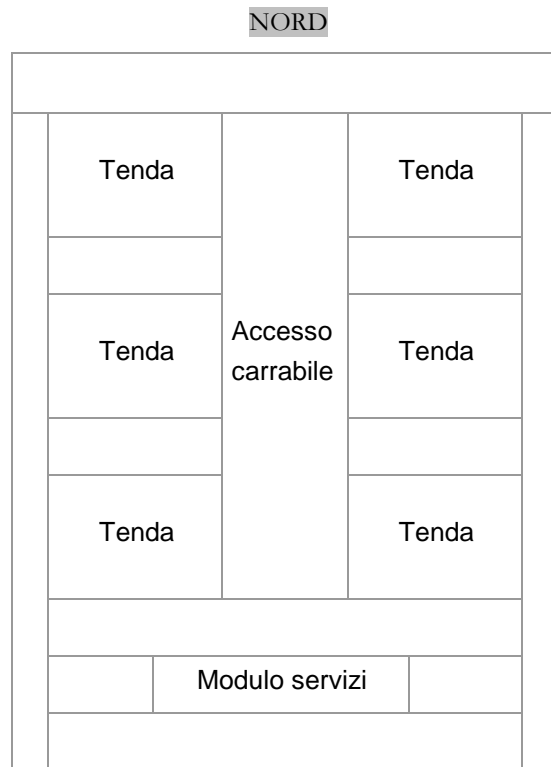 NORD
Tenda
Tenda
Accesso
carrabile
Tenda
Tenda
Tenda
Tenda
Modulo servizi